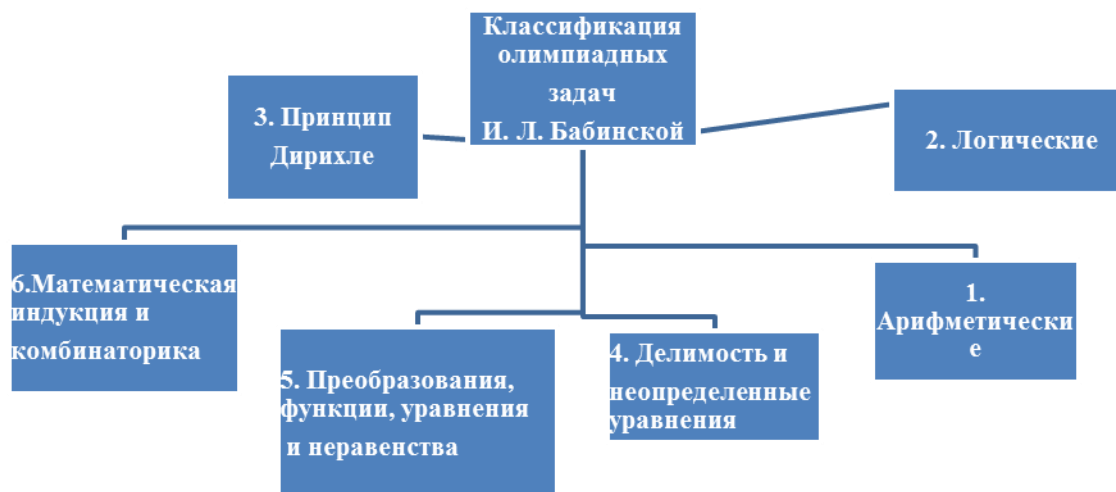 Классификация
олимпиадных
задач
И. Л. Бабинской
3. Принцип
Дирихле
2. Логические
6.Математическая
индукция и
комбинаторика
5. Преобразования,
функции, уравнения
и неравенства
4. Делимость и
неопределенные
уравнения
1.
Арифметически
е